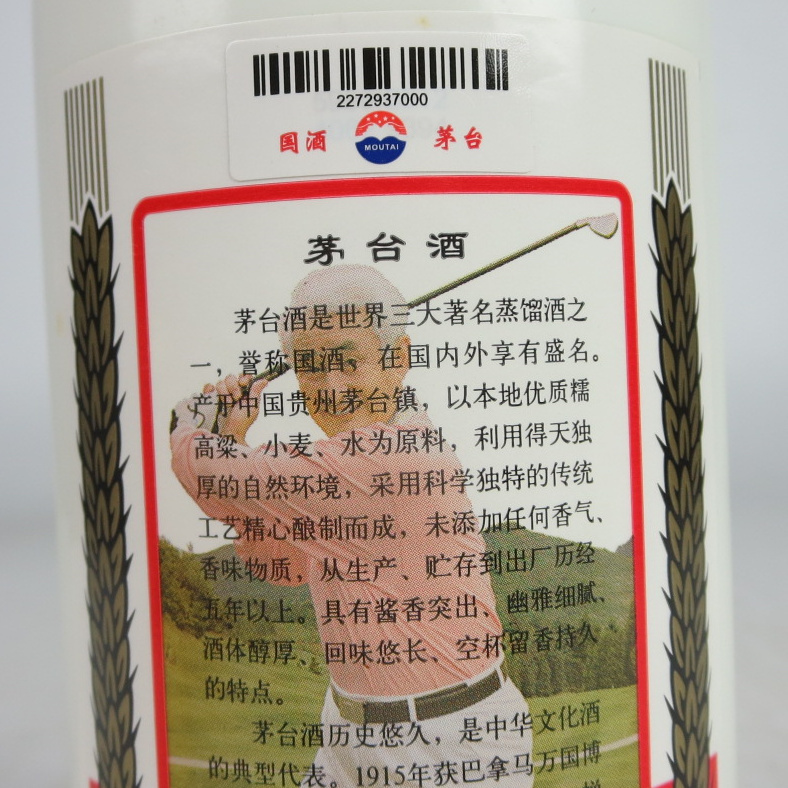 2272937000
国酒 MOUTAI 茅台
茅台酒
茅台酒是世界三大著名蒸馏酒之
一，誉称国酒，在国内外享有盛名。
产于中国贵州茅台镇，以本地优质糯
高粱、小麦、水为原料，利用得天独
厚的自然环境，采用科学独特的传统
工艺精心酿制而成，未添加任何香气、
香味物质，从生产、贮存到出厂历经
五年以上。具有酱香突出、幽雅细腻、
酒体醇厚、回味悠长、空杯留香持久
的特点。
茅台酒历史悠久，是中华文化酒
的典型代表。1915年获巴拿马万国博